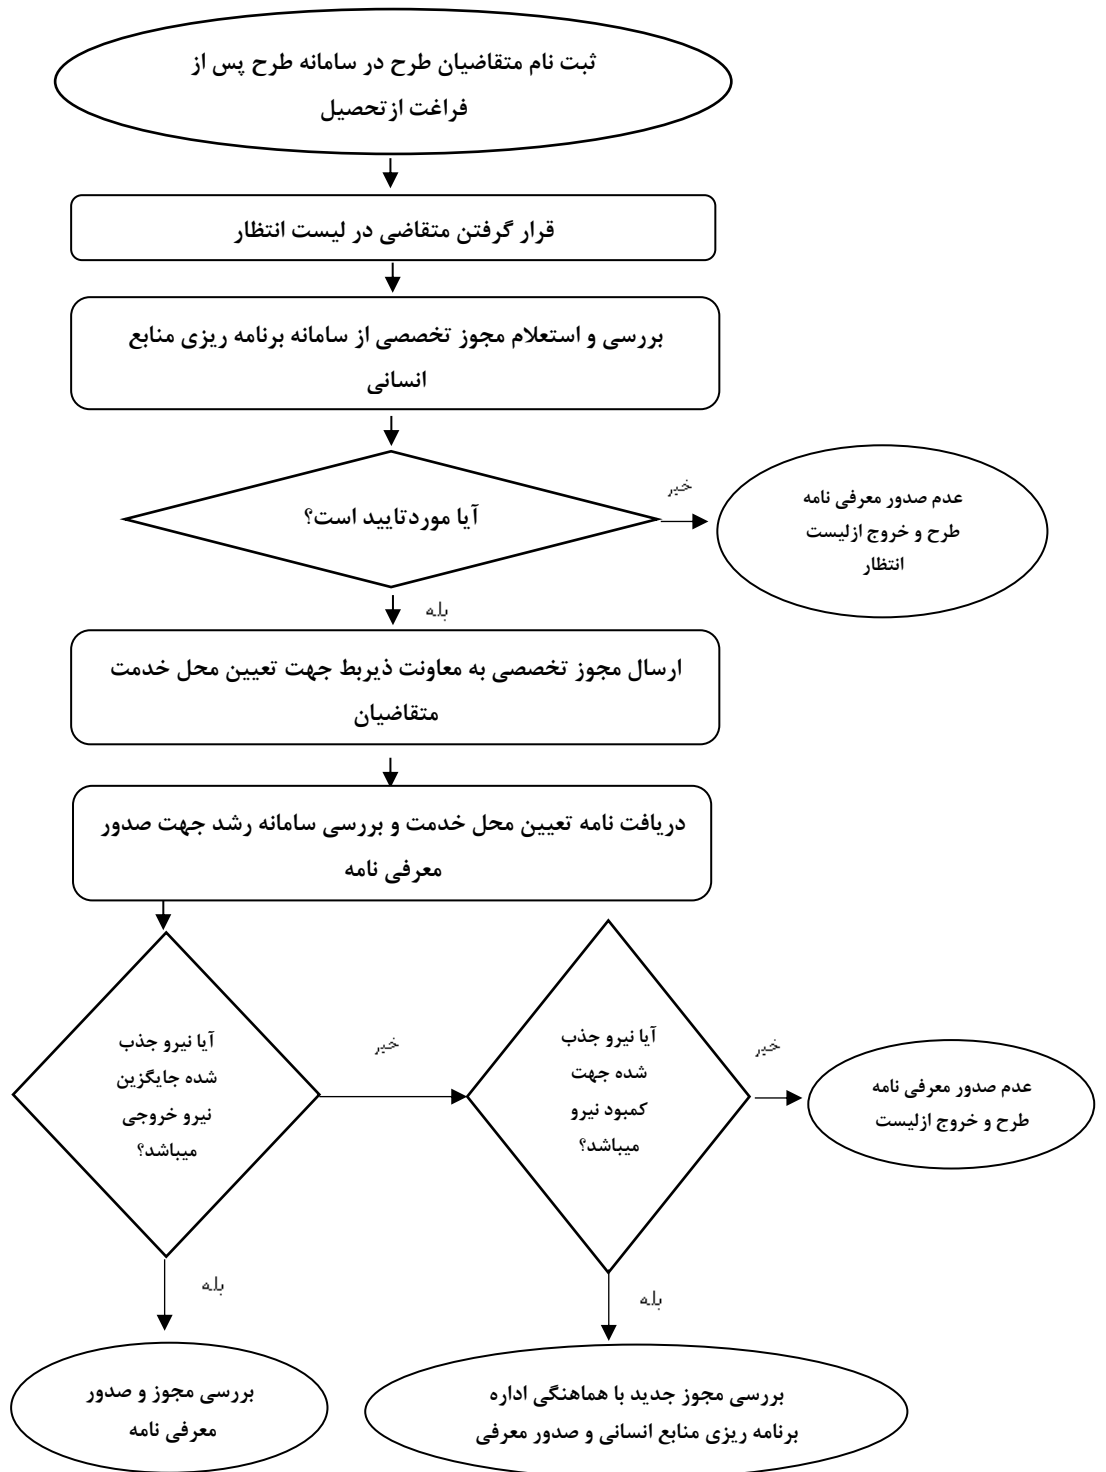 ثبت نام متقاضیان طرح در سامانه طرح پس از
فراغت ازتحصیل
قرار گرفتن متقاضی در لیست انتظار
بررسی و استعلام مجوز تخصصی از سامانه برنامه ریزی منابع
انسانی
آیا موردتایید است؟
خیر
عدم صدور معرفی نامه
طرح و خروج ازلیست
انتظار
بله
ارسال مجوز تخصصی به معاونت ذیربط جهت تعیین محل خدمت
متقاضیان
دریافت نامه تعیین محل خدمت و بررسی سامانه رشد جهت صدور
معرفی نامه
آیا نیرو جذب
شده جایگزین
نیرو خروجی
میباشد؟
خیر
آیا نیرو جذب
شده جهت
کمبود نیرو
میباشد؟
خیر
عدم صدور معرفی نامه
طرح و خروج ازلیست
بله
بله
بررسی مجوز و صدور
معرفی نامه
بررسی مجوز جدید با هماهنگی اداره
برنامه ریزی منابع انسانی و صدور معرفی